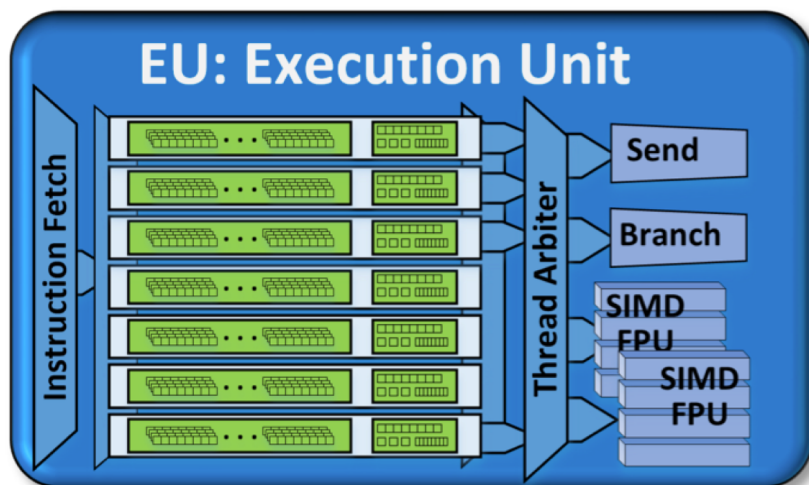 EU: Execution Unit
Instruction Fetch
Thread Arbiter
Send
Branch
SIMD
FPU
SIMD
FPU